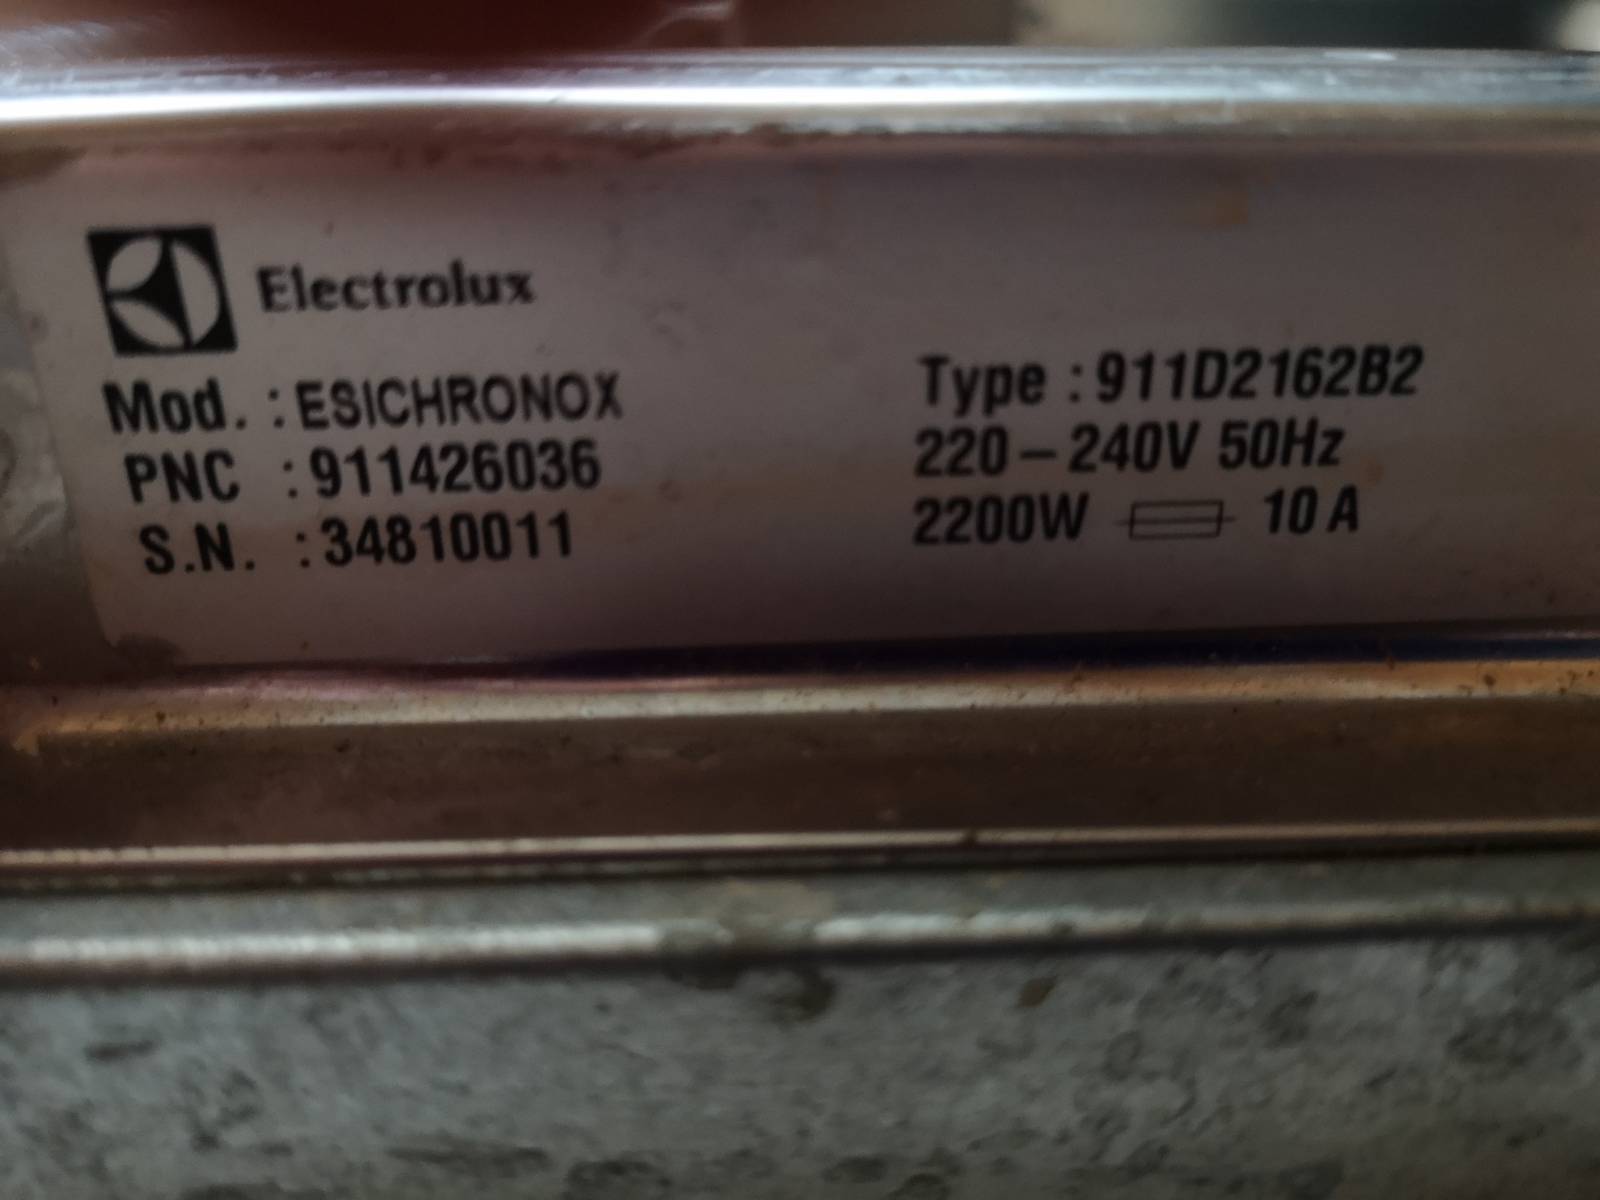 Electrolux
Mod. : ESICHRONOX
PNC : 911426036
S.N. : 34810011
Type : 911D2162B2
220 – 240V 50Hz
2200W 10 A